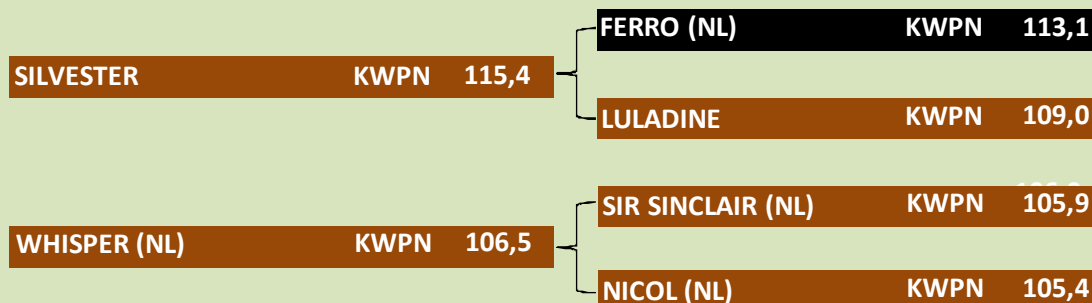 FERRO (NL) KWPN 113,1
SILVESTER KWPN 115,4
LULADINE KWPN 109,0
SIR SINCLAIR (NL) KWPN 105,9
WHISPER (NL) KWPN 106,5
NICOL (NL) KWPN 105,4